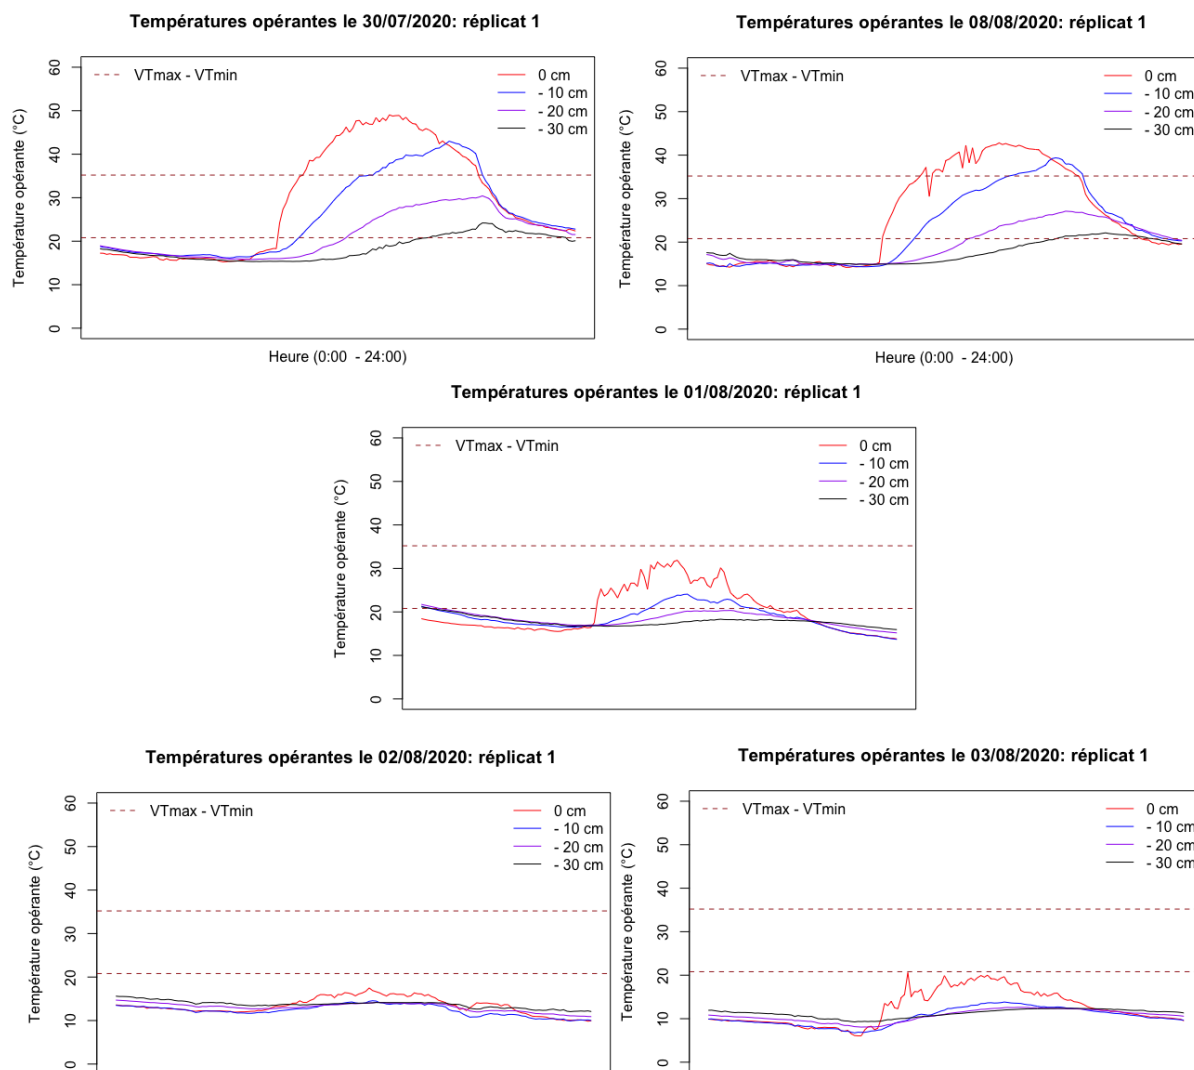 Températures opérantes le 30/07/2020: réplicat 1
Température opérante (°C)
60
50
40
30
20
10
0
VTmax - VTmin
0 cm
- 10 cm
- 20 cm
- 30 cm
Heure (0:00 - 24:00)
Températures opérantes le 08/08/2020: réplicat 1
Température opérante (°C)
60
50
40
30
20
10
0
VTmax - VTmin
0 cm
- 10 cm
- 20 cm
- 30 cm
Heure (0:00 - 24:00)
Températures opérantes le 01/08/2020: réplicat 1
Température opérante (°C)
60
50
40
30
20
10
0
VTmax - VTmin
0 cm
- 10 cm
- 20 cm
- 30 cm
Températures opérantes le 02/08/2020: réplicat 1
Température opérante (°C)
60
50
40
30
20
10
0
VTmax - VTmin
0 cm
- 10 cm
- 20 cm
- 30 cm
Températures opérantes le 03/08/2020: réplicat 1
Température opérante (°C)
60
50
40
30
20
10
0
VTmax - VTmin
0 cm
- 10 cm
- 20 cm
- 30 cm